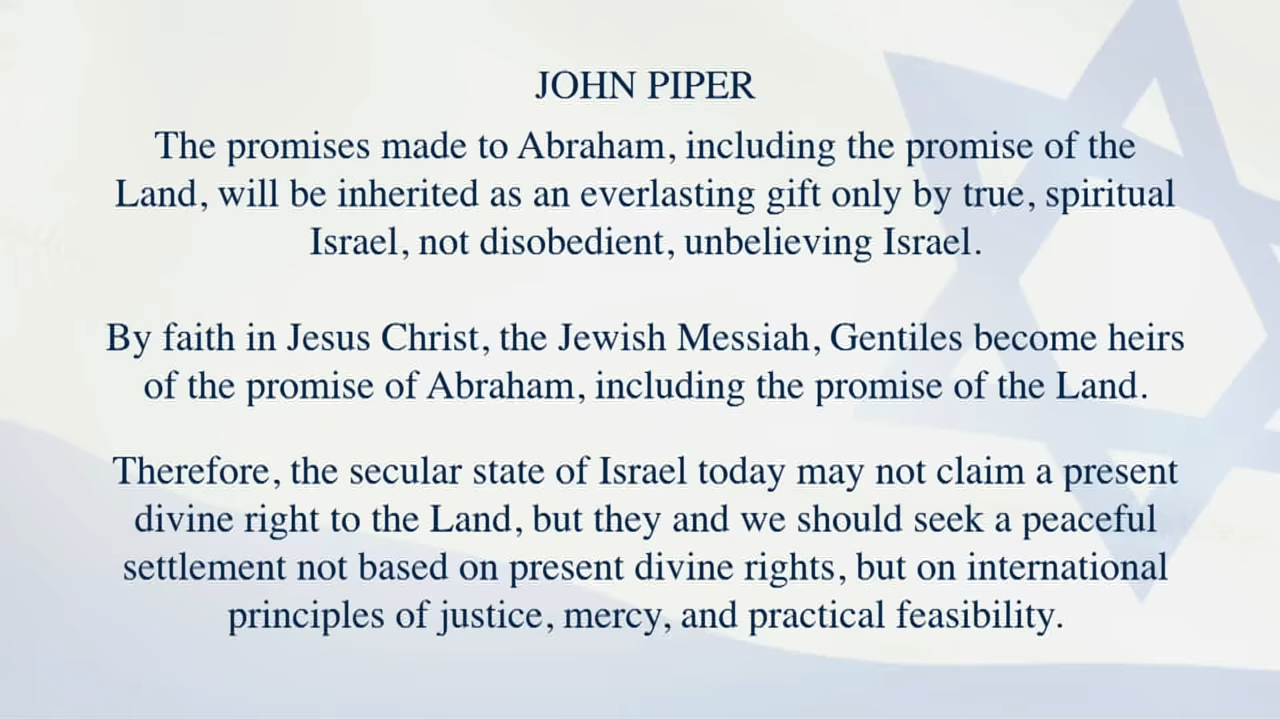 JOHN PIPER
The promises made to Abraham, including the promise of the
Land, will be inherited as an everlasting gift only by true, spiritual
Israel, not disobedient, unbelieving Israel.
By faith in Jesus Christ, the Jewish Messiah, Gentiles become heirs
of the promise of Abraham, including the promise of the Land.
Therefore, the secular state of Israel today may not claim a present
divine right to the Land, but they and we should seek a peaceful
settlement not based on present divine rights, but on international
principles of justice, mercy, and practical feasibility.